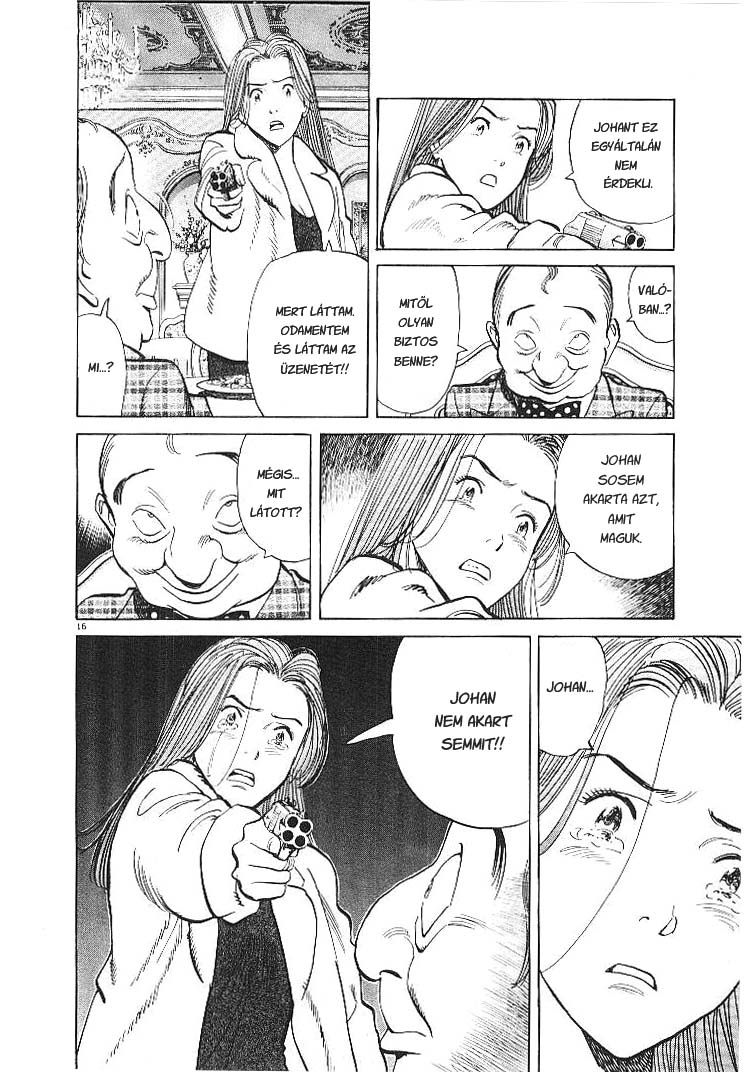 JOHANT EZ
EGYÁLTALÁN
NEM
ÉRDEKLI.
VALÓ-
BAN...?
MITŐL
OLYAN
BIZTOS
BENNE?
MERT LÁTTAM.
ODAMENTEM
ÉS LÁTTAM AZ
ÜZENETÉT!!
MI...?
JOHAN
SOSEM
AKARTA AZT,
AMIT
MAGUK.
MÉGIS...
MIT
LÁTOTT?
16
JOHAN...
JOHAN
NEM AKART
SEMMIT!!